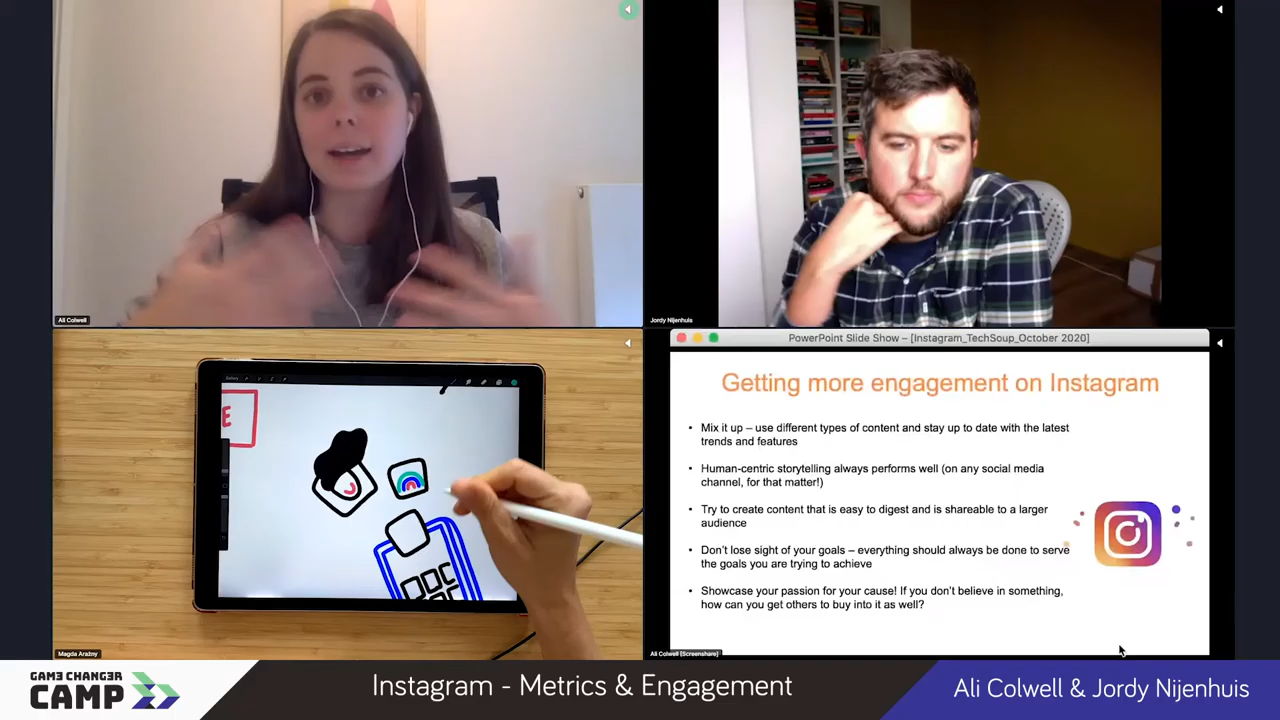 Ali Colwell
Jordy Nijenhuis
E
Gallery
Magda Arażny
PowerPoint Slide Show – [Instagram_TechSoup_October 2020]
Getting more engagement on Instagram
• Mix it up – use different types of content and stay up to date with the latest
trends and features
• Human-centric storytelling always performs well (on any social media
channel, for that matter!)
• Try to create content that is easy to digest and is shareable to a larger
audience
• Don’t lose sight of your goals – everything should always be done to serve
the goals you are trying to achieve
• Showcase your passion for your cause! If you don’t believe in something,
how can you get others to buy into it as well?
Ali Colwell [Screenshare]
GAME CHANGER
CAMP
Instagram - Metrics & Engagement
Ali Colwell & Jordy Nijenhuis